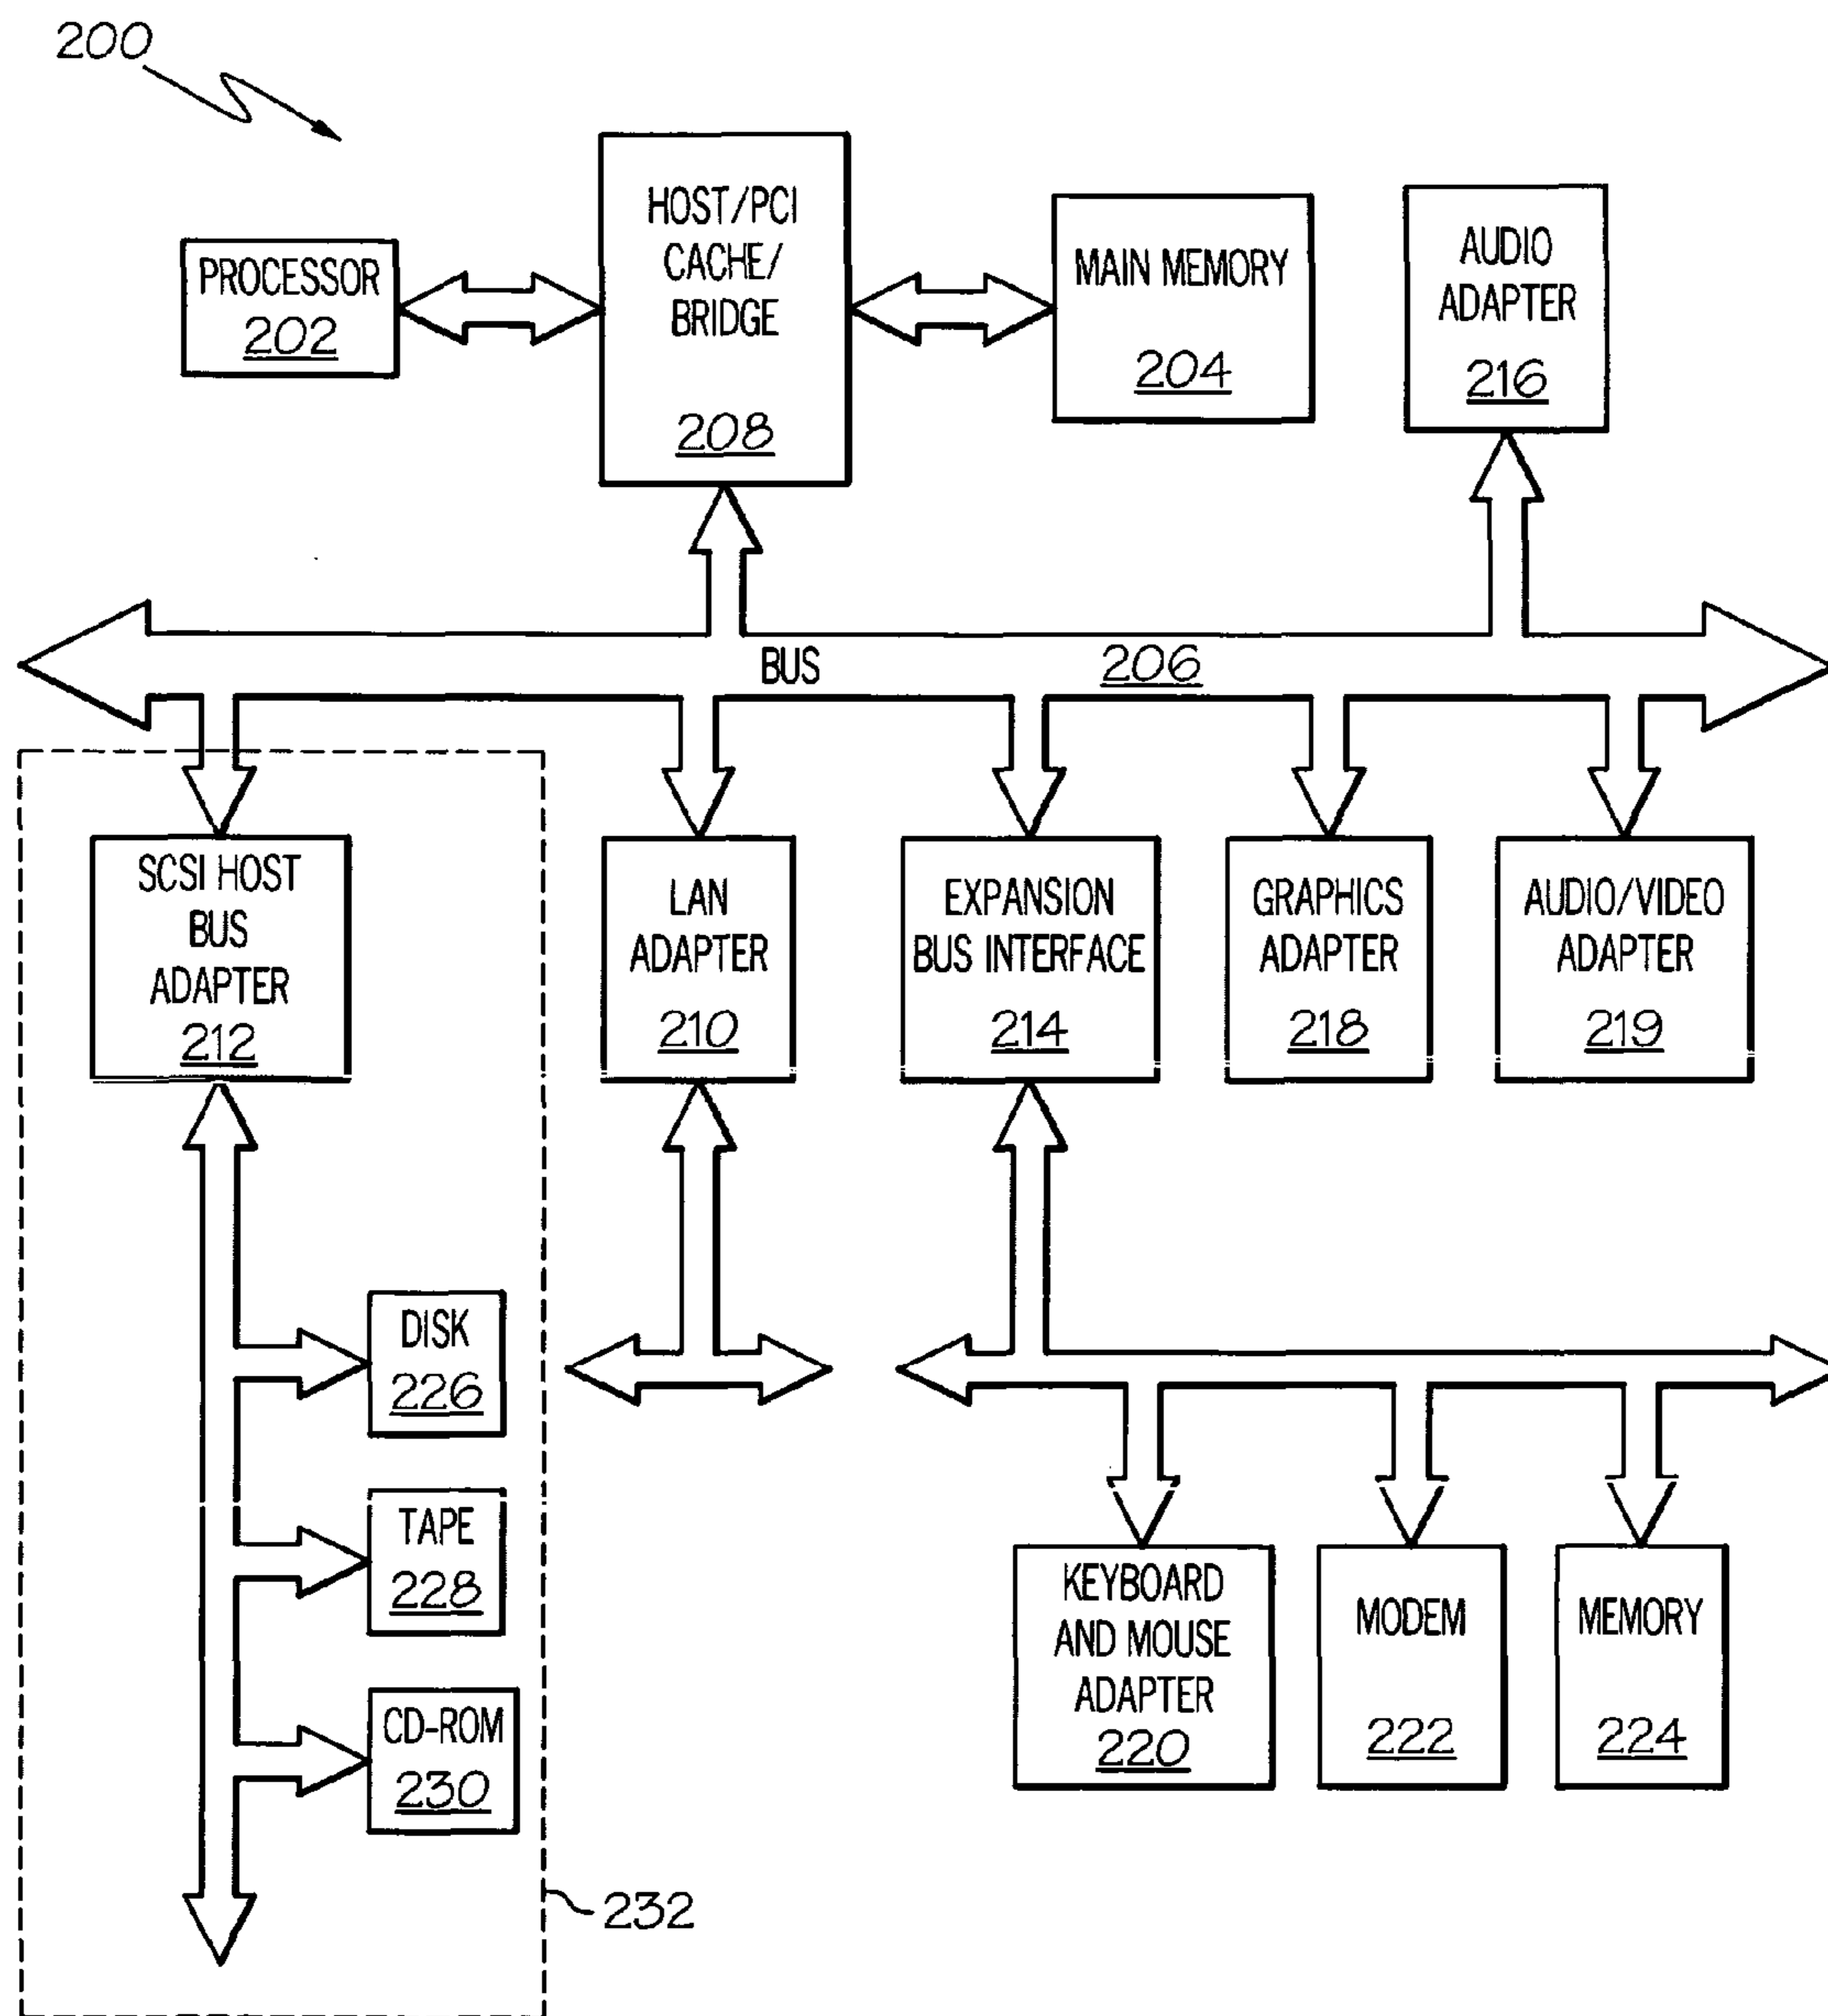 200
HOST/PCI
CACHE/
BRIDGE
208
PROCESSOR
202
MAIN MEMORY
204
AUDIO
ADAPTER
216
BUS 206
SCSI HOST
BUS
ADAPTER
212
LAN
ADAPTER
210
EXPANSION
BUS INTERFACE
214
GRAPHICS
ADAPTER
218
AUDIO/VIDEO
ADAPTER
219
DISK
226
TAPE
228
CD-ROM
230
KEYBOARD
AND MOUSE
ADAPTER
220
MODEM
222
MEMORY
224
232